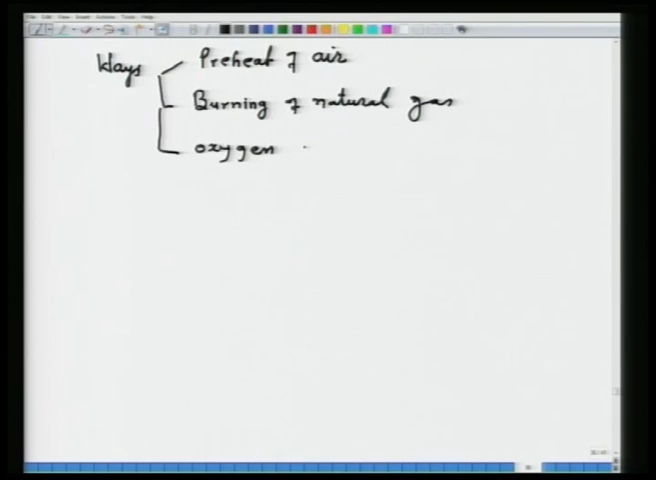 Ways Preheat of air
Burning of natural gas
oxygen